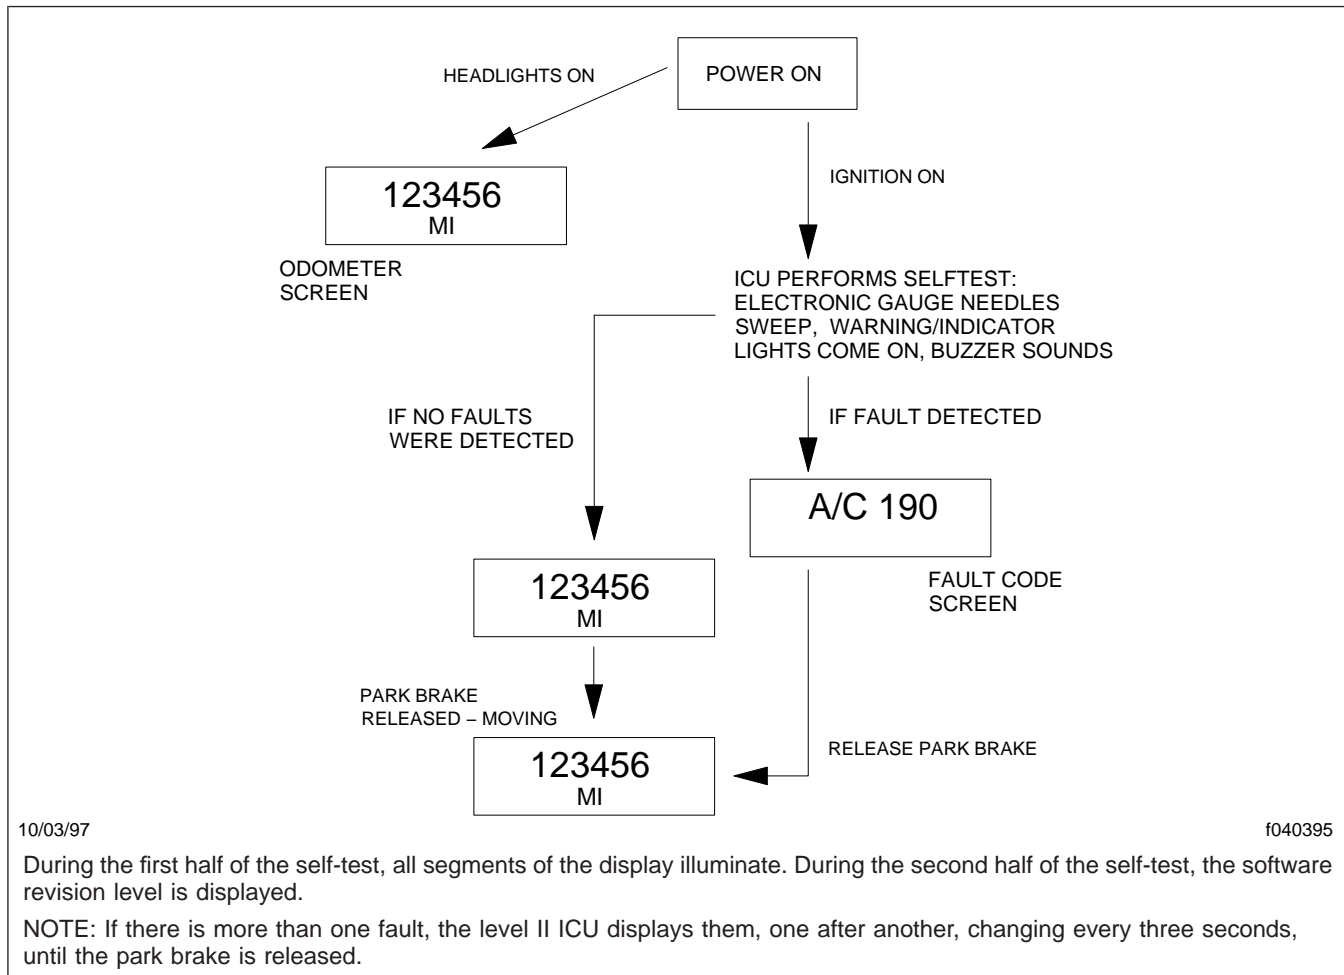 POWER ON
HEADLIGHTS ON
123456
MI
ODOMETER
SCREEN
IGNITION ON
ICU PERFORMS SELFTEST:
ELECTRONIC GAUGE NEEDLES
SWEEP, WARNING/INDICATOR
LIGHTS COME ON, BUZZER SOUNDS
IF NO FAULTS
WERE DETECTED
IF FAULT DETECTED
A/C 190
FAULT CODE
SCREEN
123456
MI
PARK BRAKE
RELEASED – MOVING
RELEASE PARK BRAKE
123456
MI
10/03/97
f040395
During the first half of the self-test, all segments of the display illuminate. During the second half of the self-test, the software
revision level is displayed.
NOTE: If there is more than one fault, the level II ICU displays them, one after another, changing every three seconds,
until the park brake is released.